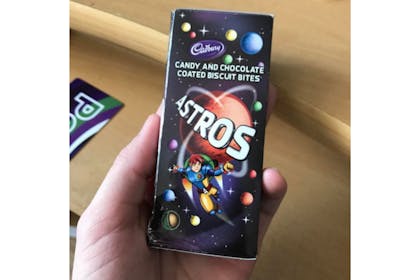 Cadbury
CANDY AND CHOCOLATE
COATED BISCUIT BITES
ASTROS